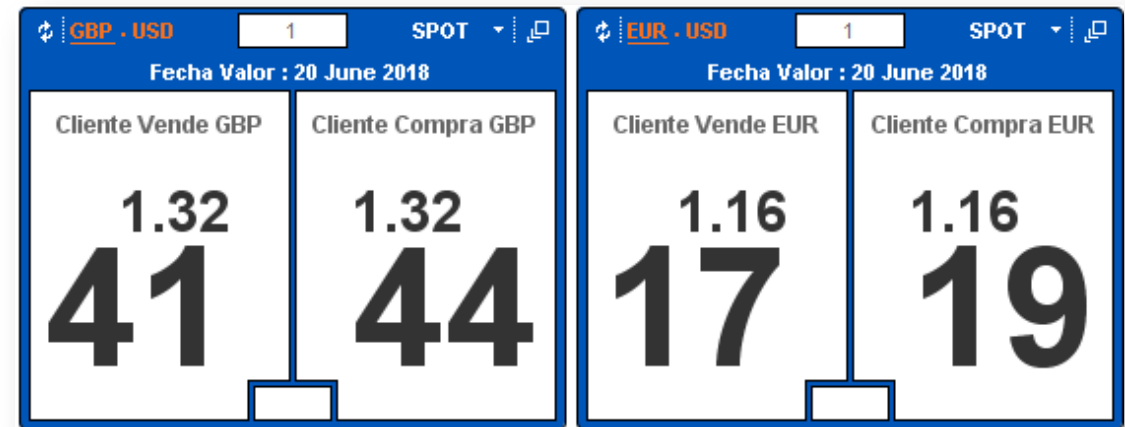 GBP - USD 1 SPOT
Fecha Valor : 20 June 2018
Cliente Vende GBP Cliente Compra GBP
1.32 1.32
41 44
EUR - USD 1 SPOT
Fecha Valor : 20 June 2018
Cliente Vende EUR Cliente Compra EUR
1.16 1.16
17 19